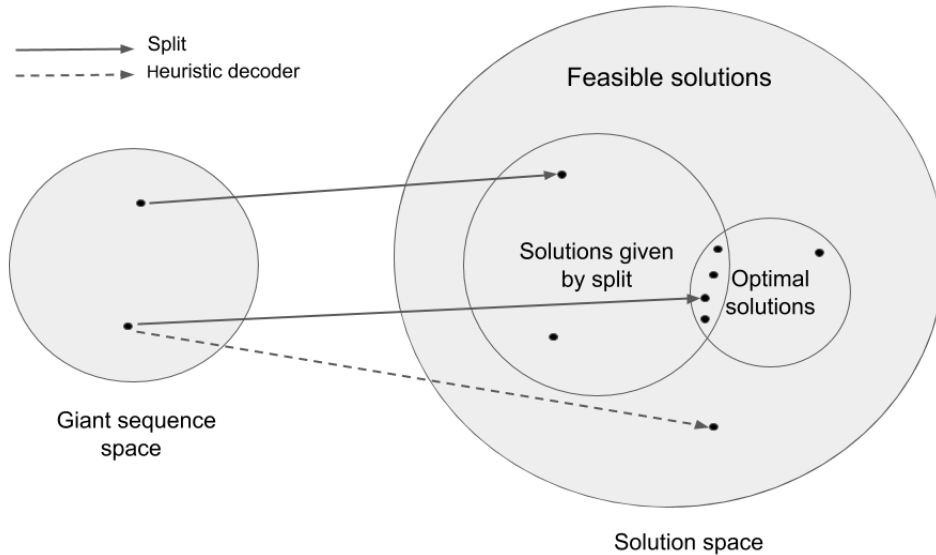 Split
Heuristic decoder
Feasible solutions
Solutions given
by split
Optimal
solutions
Giant sequence
space
Solution space